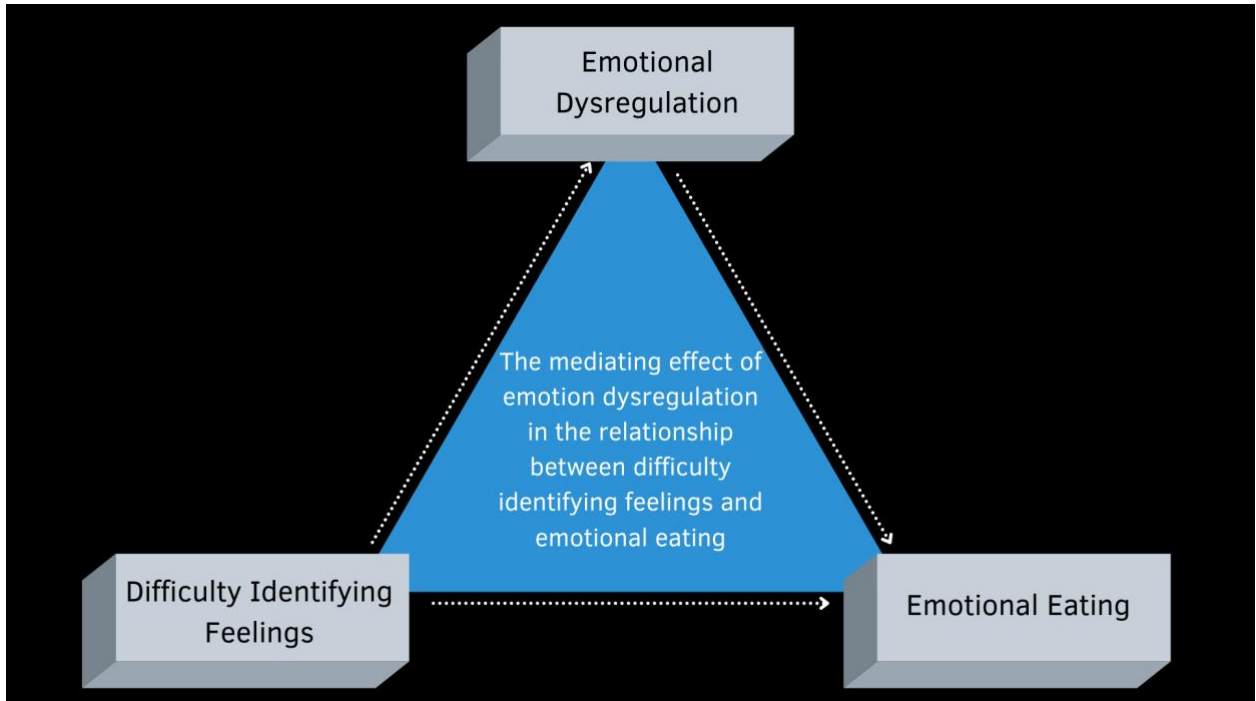 Emotional
Dysregulation
The mediating effect of
emotion dysregulation
in the relationship
between difficulty
identifying feelings and
emotional eating
Difficulty Identifying
Feelings
Emotional Eating